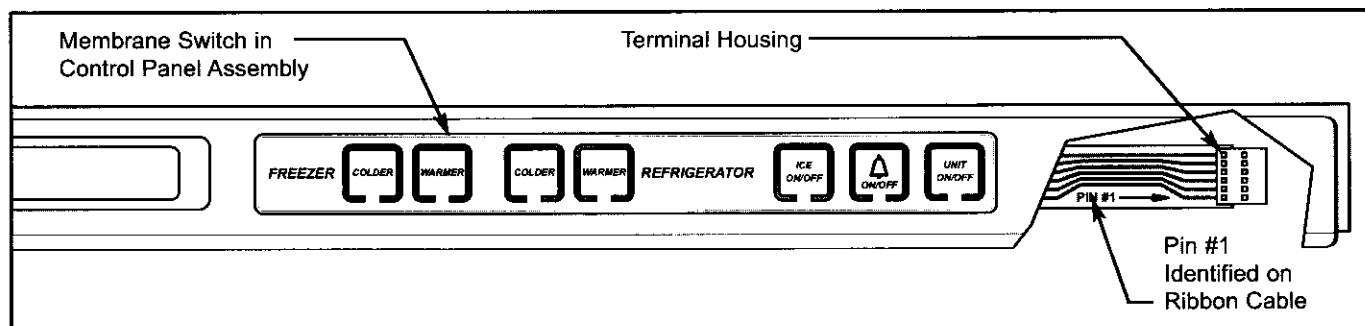 Membrane Switch in
Control Panel Assembly
Terminal Housing
FREEZER COLDER WARMER COLDER WARMER REFRIGERATOR ICE ON/OFF ON/OFF UNIT ON/OFF
PIN #1
Pin #1
Identified on
Ribbon Cable